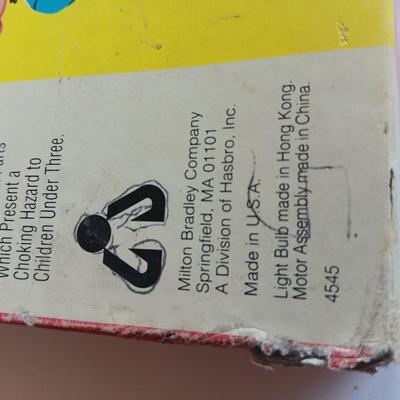 Which Present a
Choking Hazard to
Children Under Three.
Milton Bradley Company
Springfield, MA 01101
A Division of Hasbro, Inc.
Made in U.S.A.
Light Bulb made in Hong Kong.
Motor Assembly made in China.
4545